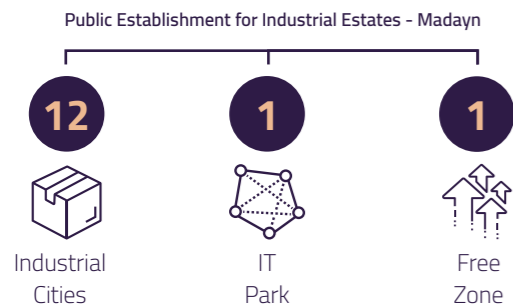 Public Establishment for Industrial Estates - Madayn
12
1
1
Industrial
Cities
IT
Park
Free
Zone